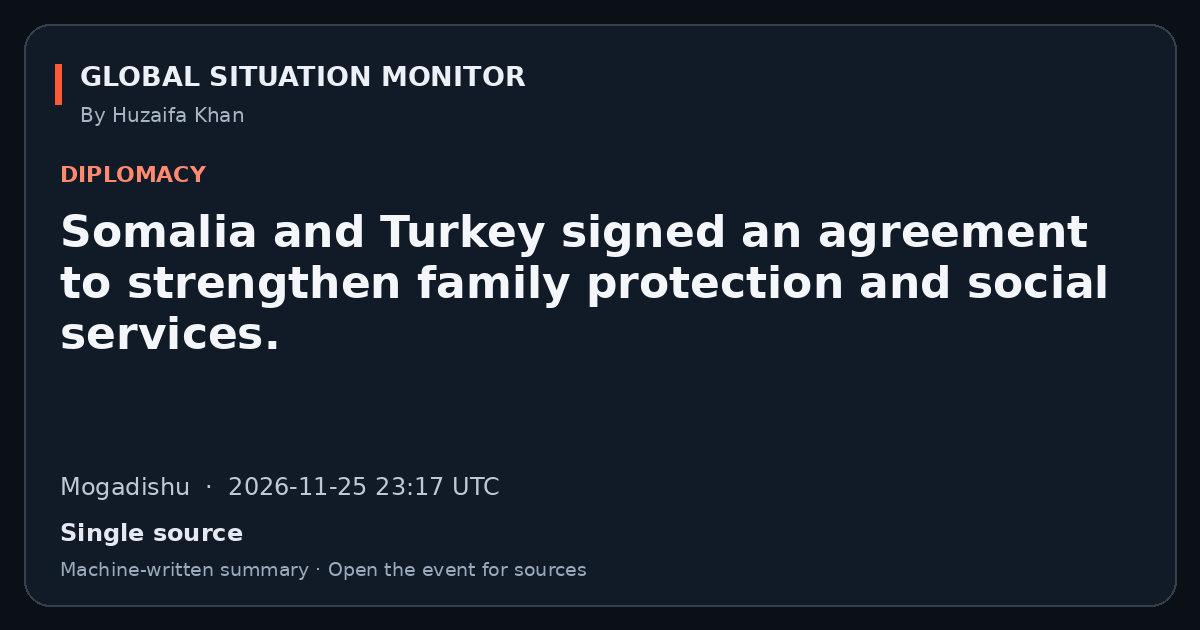 GLOBAL SITUATION MONITOR
By Huzaifa Khan
DIPLOMACY
Somalia and Turkey signed an agreement
to strengthen family protection and social
services.
Mogadishu · 2026-11-25 23:17 UTC
Single source
Machine-written summary · Open the event for sources